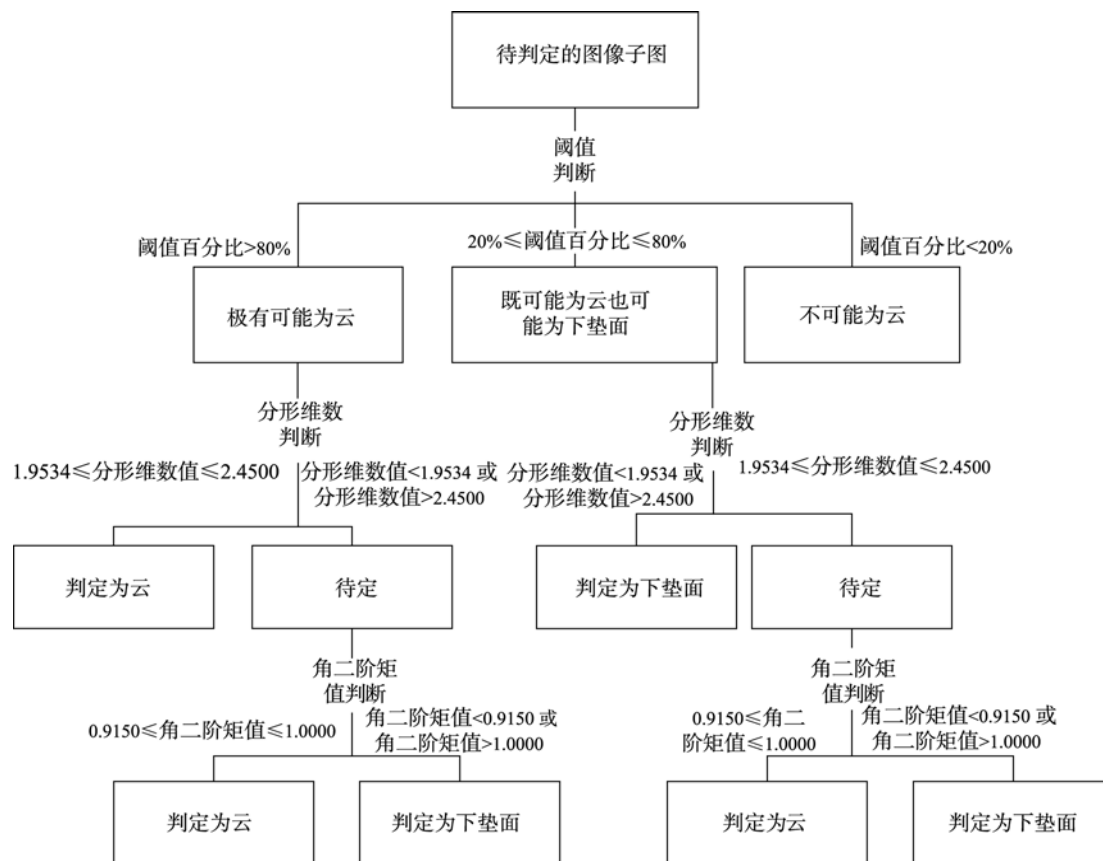 待判定的图像子图
阈值
判断
阈值百分比>80%
20%≤阈值百分比≤80%
阈值百分比<20%
极有可能为云
既可能为云也可
能为下垫面
不可能为云
分形维数
判断
分形维数
判断
1.9534≤分形维数值≤2.4500
分形维数值<1.9534 或
分形维数值>2.4500
分形维数值<1.9534 或
分形维数值>2.4500
1.9534≤分形维数值≤2.4500
判定为云
待定
判定为下垫面
待定
角二阶矩
值判断
角二阶矩
值判断
0.9150≤角二阶矩值≤1.0000
角二阶矩值<0.9150 或
角二阶矩值>1.0000
0.9150≤角二
阶矩值≤1.0000
角二阶矩值<0.9150 或
角二阶矩值>1.0000
判定为云
判定为下垫面
判定为云
判定为下垫面